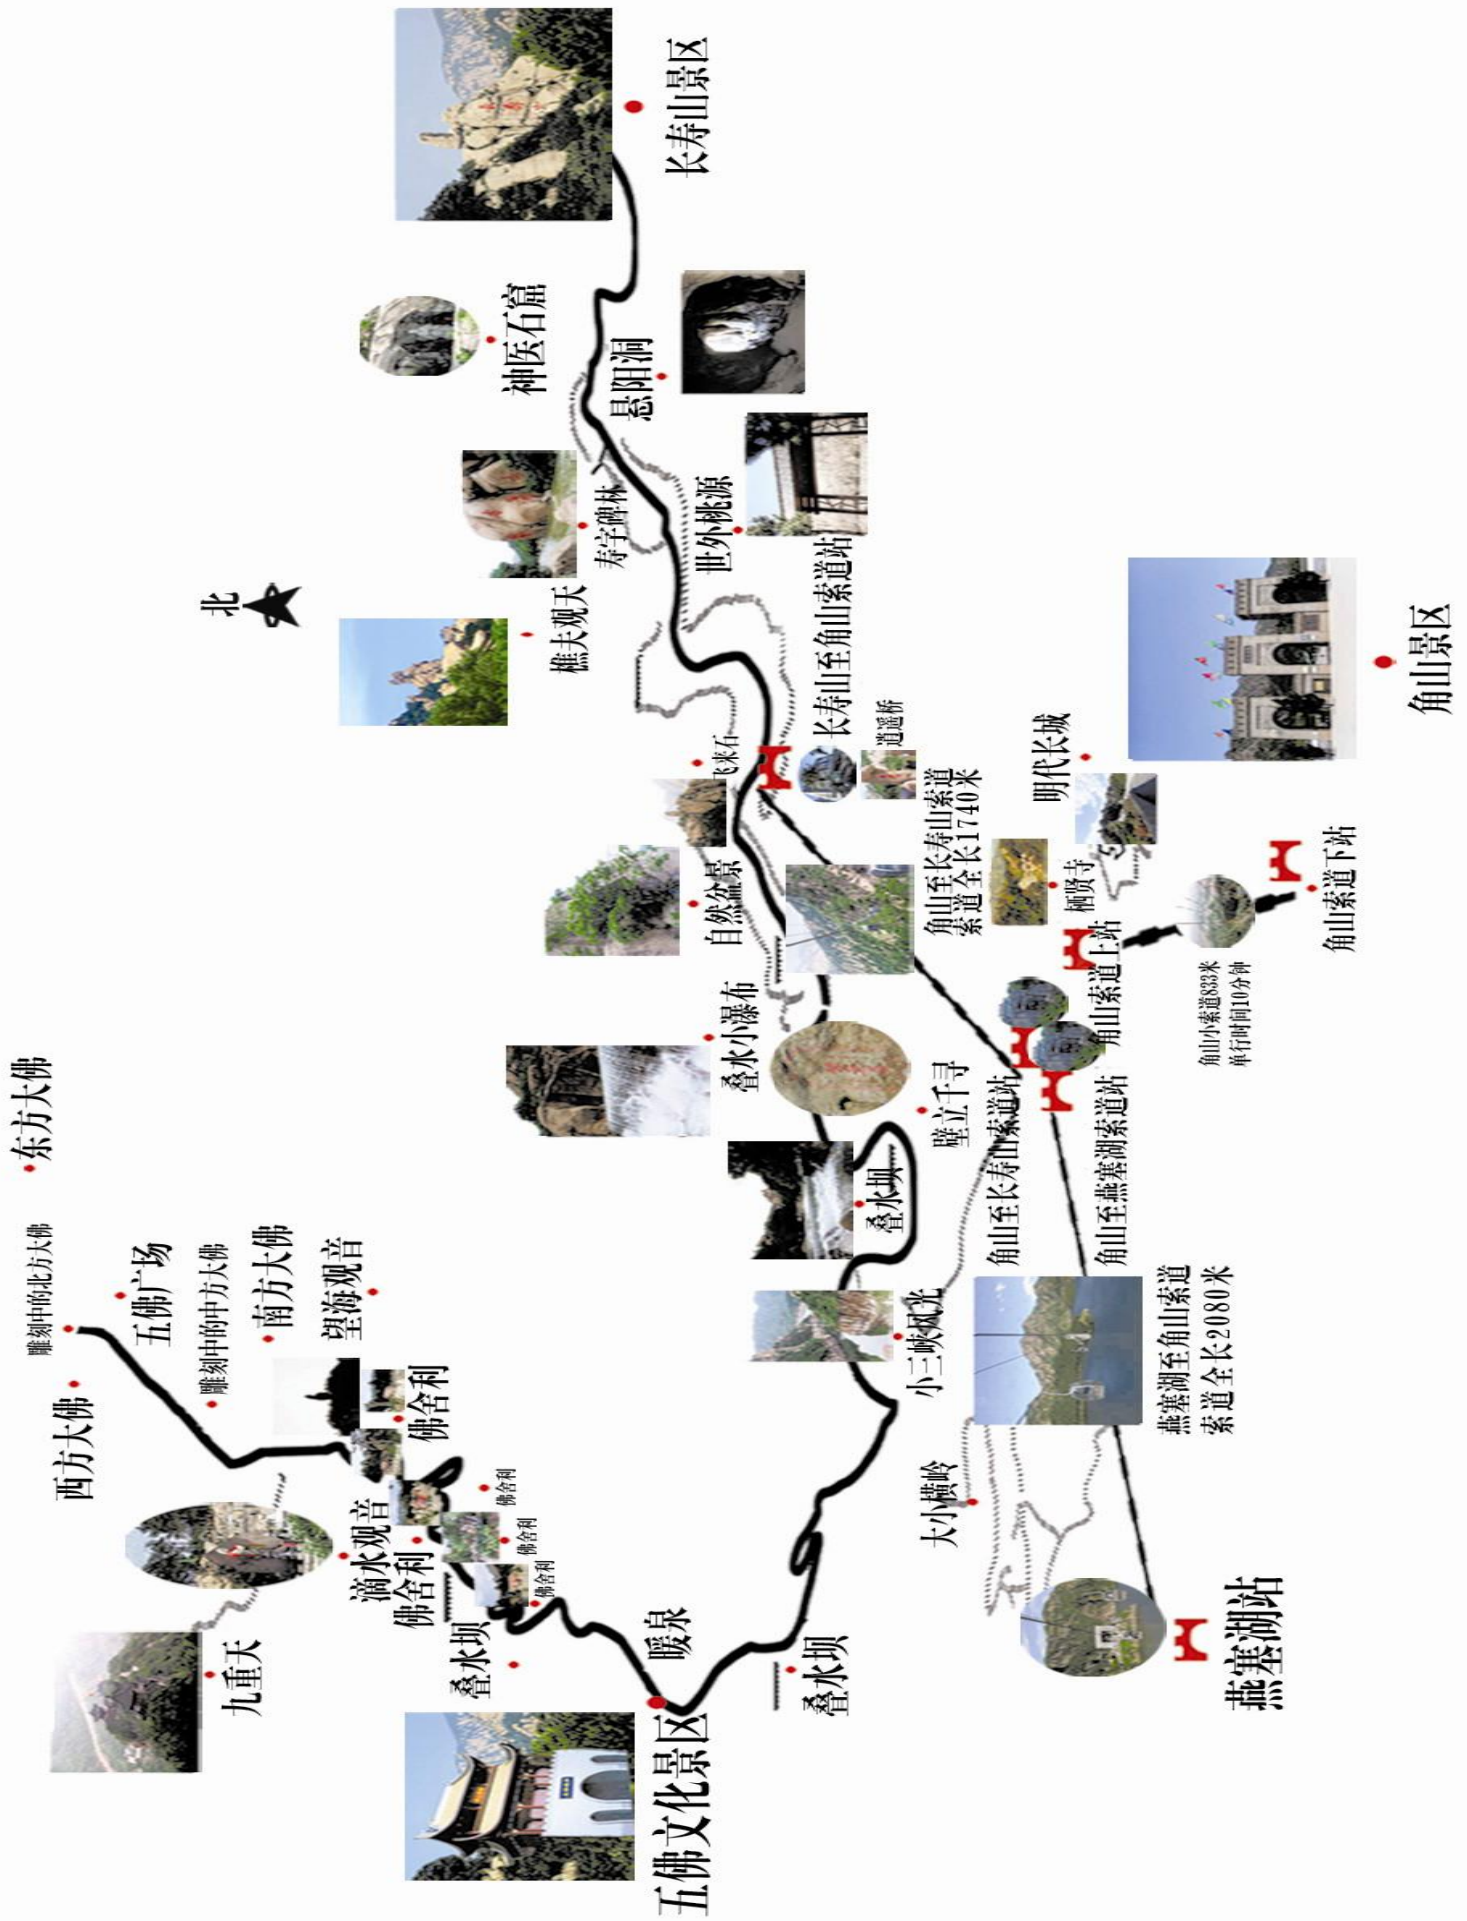 北
东方大佛
雕刻中的北方大佛
西方大佛
五佛广场
雕刻中的中方大佛
南方大佛
望海观音
佛舍利
九重天
滴水观音
佛舍利
佛舍利
佛舍利
佛舍利
叠水坝
暖泉
五佛文化景区
叠水坝
樵夫观天
寿字碑林
神医石窟
悬阳洞
长寿山景区
世外桃源
飞来石
自然盆景
叠水小瀑布
壁立千寻
叠水坝
小三峡风光
长寿山至角山索道站
逍遥桥
角山至长寿山索道
索道全长1740米
明代长城
栖贤寺
角山景区
角山索道上站
角山索道下站
角山小索道833米
单行时间10分钟
角山至长寿山索道站
角山至燕塞湖索道站
大小横岭
燕塞湖至角山索道
索道全长2080米
燕塞湖站